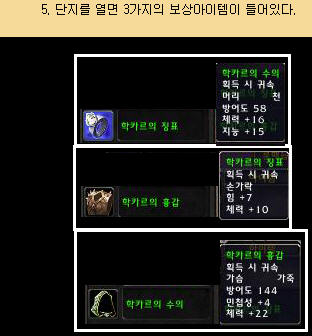 5. 단지를 열면 3가지의 보상아이템이 들어있다.
학카르의 징표
학카르의 수의
획득 시 귀속
머리 천
방어도 58
체력 +16
지능 +15
학카르의 흉갑
학카르의 징표
획득 시 귀속
손가락
힘 +7
체력 +10
학카르의 수의
학카르의 흉갑
획득 시 귀속
가슴 가죽
방어도 144
민첩성 +4
체력 +22